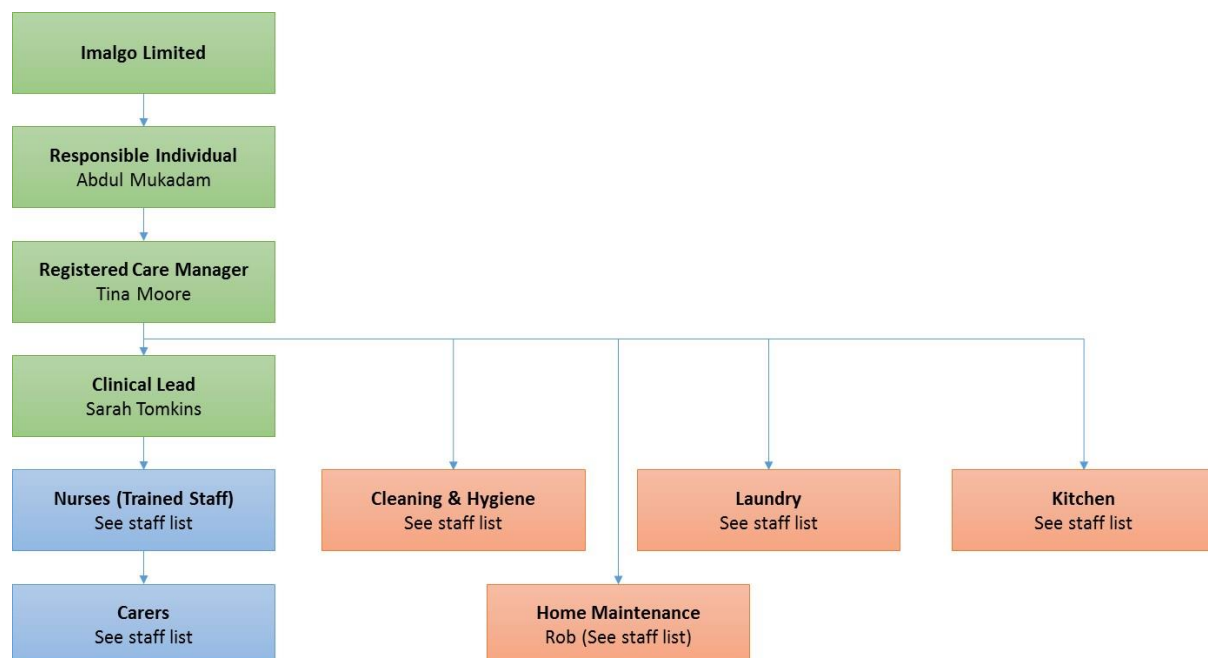 Imalgo Limited
Responsible Individual
Abdul Mukadam
Registered Care Manager
Tina Moore
Clinical Lead
Sarah Tomkins
Nurses (Trained Staff)
See staff list
Cleaning & Hygiene
See staff list
Laundry
See staff list
Kitchen
See staff list
Carers
See staff list
Home Maintenance
Rob (See staff list)